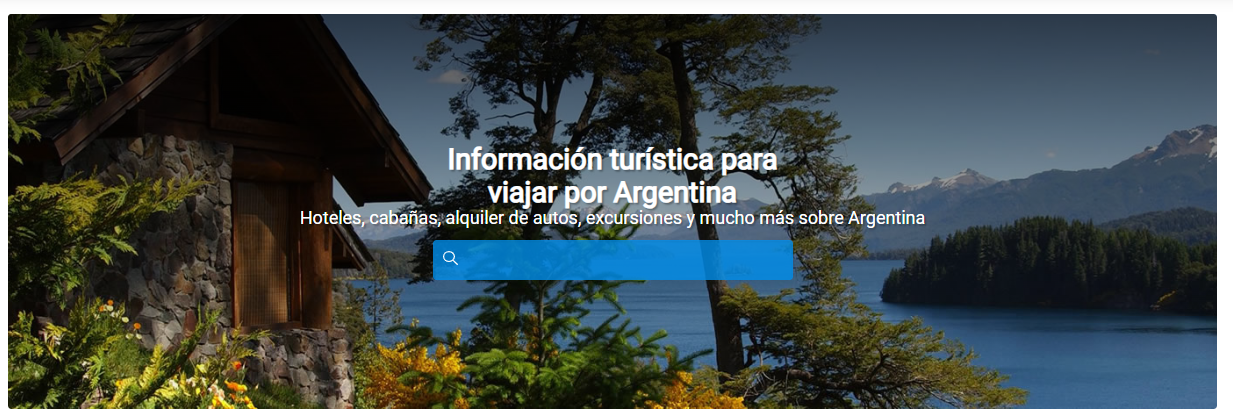 Información turística para
viajar por Argentina
Hoteles, cabañas, alquiler de autos, excursiones y mucho más sobre Argentina